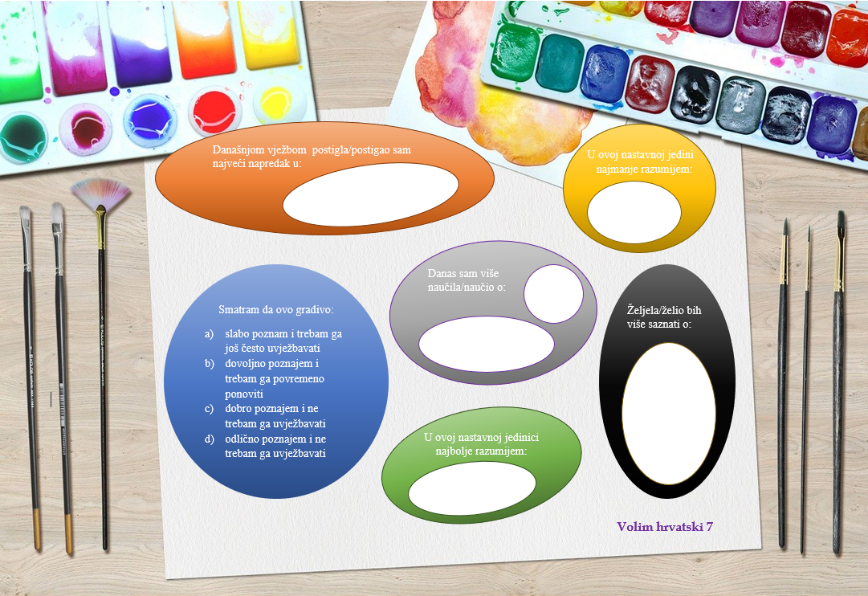 Današnjom vježbom postigla/postigao sam
najveći napredak u:
U ovoj nastavnoj jedini
najmanje razumijem:
Danas sam više
naučila/naučio o:
Smatram da ovo gradivo:
a) slabo poznam i trebam ga
još često uvježbavati
b) dovoljno poznajem i
trebam ga povremeno
ponoviti
c) dobro poznajem i ne
trebam ga uvježbavati
d) odlično poznajem i ne
trebam ga uvježbavati
Željela/želio bih
više saznati o:
U ovoj nastavnoj jedinici
najbolje razumijem:
Volim hrvatski 7